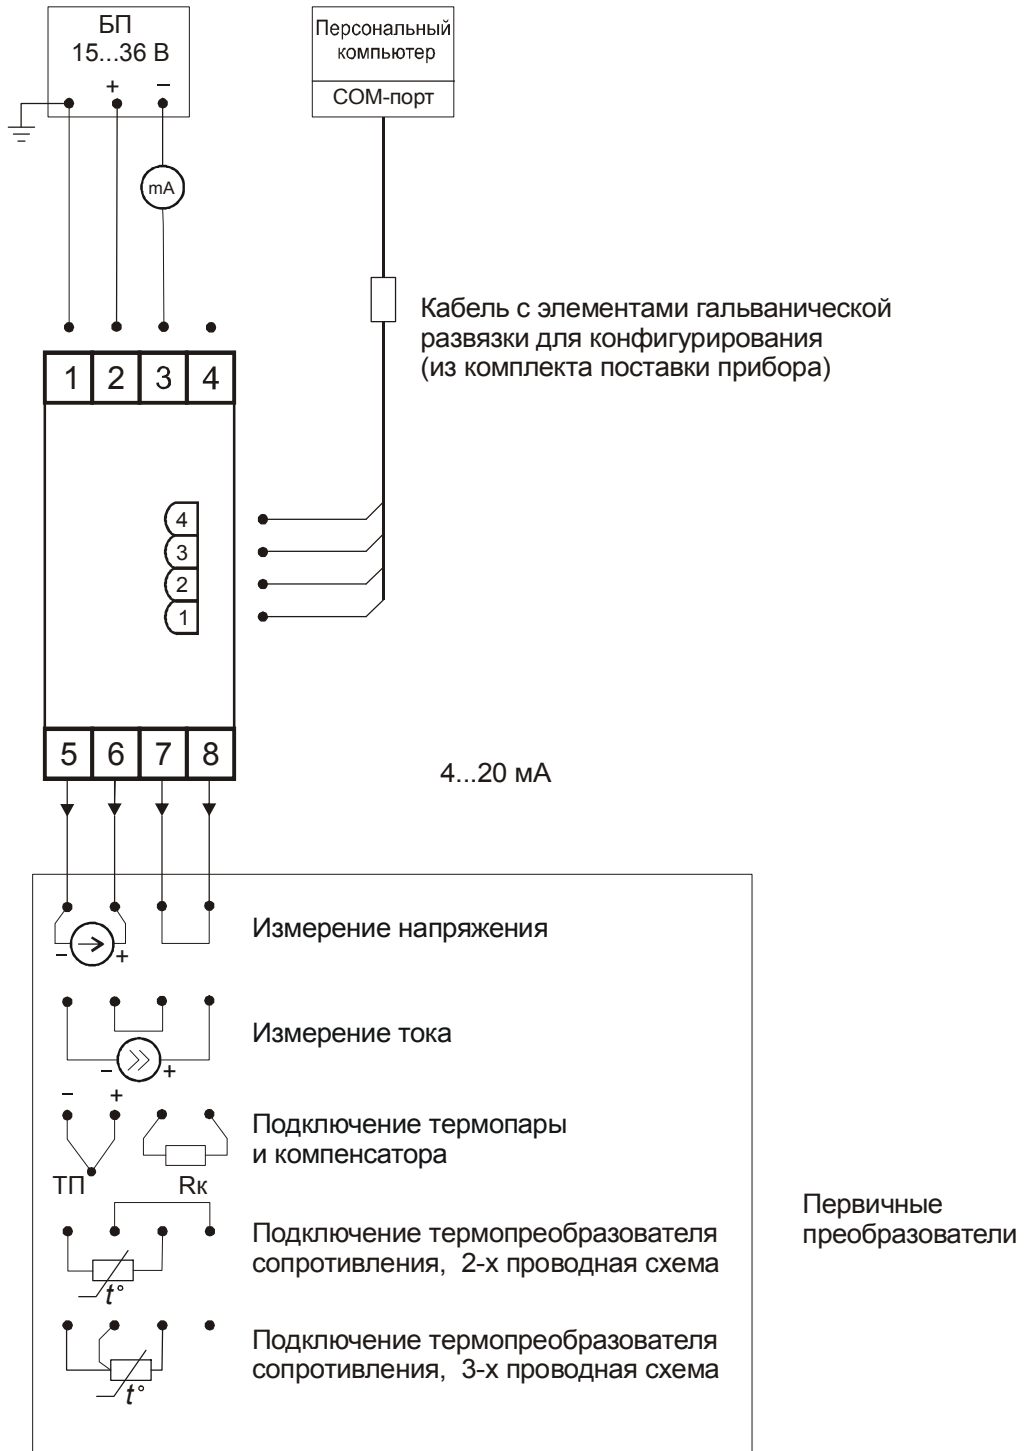 БП
15...36 В
+ −
Персональный
компьютер
COM-порт
mA
Кабель с элементами гальванической
развязки для конфигурирования
(из комплекта поставки прибора)
1 2 3 4
4
3
2
1
5 6 7 8
4...20 мА
Измерение напряжения
− +
Измерение тока
− +
− +
Подключение термопары
и компенсатора
ТП Rк
Первичные
преобразователи
Подключение термопреобразователя
сопротивления, 2-х проводная схема
t°
Подключение термопреобразователя
сопротивления, 3-х проводная схема
t°